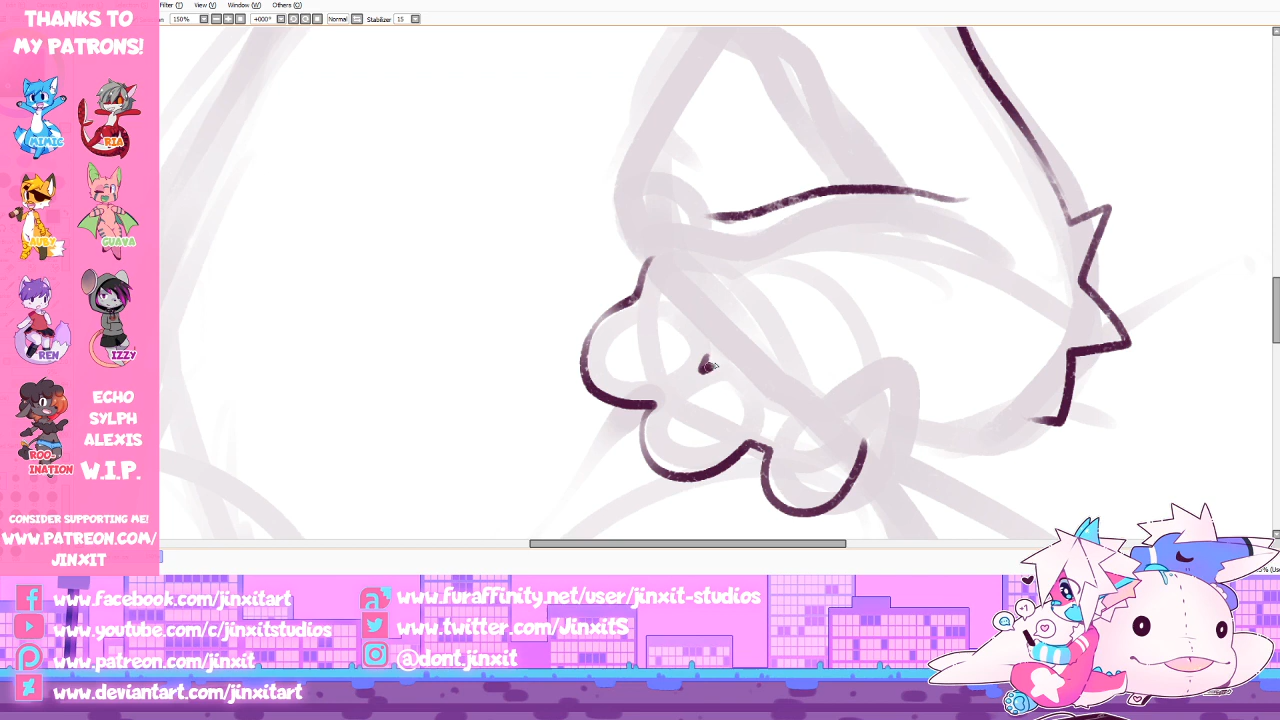 Filter (T) View (V) Window (W) Others (O)
150% +000° Normal Stabilizer 15
THANKS TO
MY PATRONS!
MIMIC RIA
AUBY GUAVA
REN IZZY
ROO-
INATION
ECHO
SYLPH
ALEXIS
W.I.P.
CONSIDER SUPPORTING ME!
WWW.PATREON.COM/
JINXIT
www.facebook.com/jinxitart
www.youtube.com/c/jinxitstudios
www.patreon.com/jinxit
www.deviantart.com/jinxitart
www.furaffinity.net/user/jinxit-studios
www.twitter.com/JinxitS
@dont.jinxit